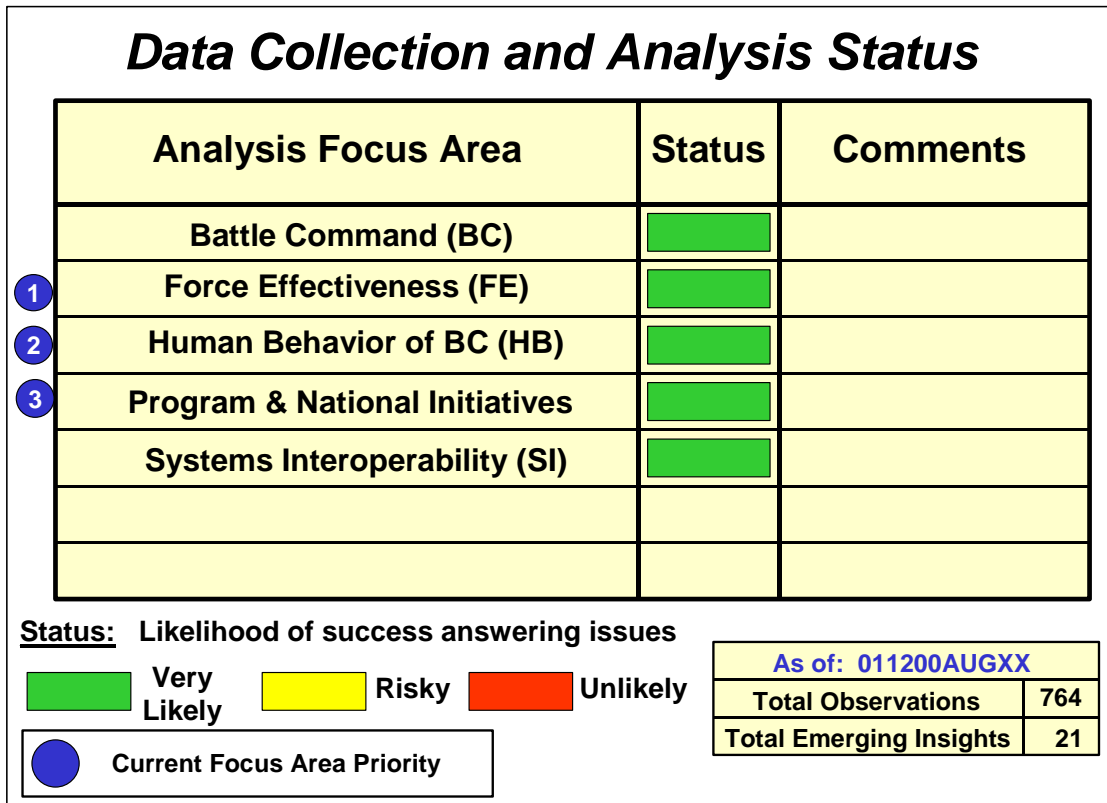 Data Collection and Analysis Status
Analysis Focus Area Status Comments
Battle Command (BC)
1 Force Effectiveness (FE)
2 Human Behavior of BC (HB)
3 Program & National Initiatives
Systems Interoperability (SI)
Status: Likelihood of success answering issues
Very
Likely
Risky
Unlikely
Current Focus Area Priority
As of: 011200AUGXX
Total Observations 764
Total Emerging Insights 21